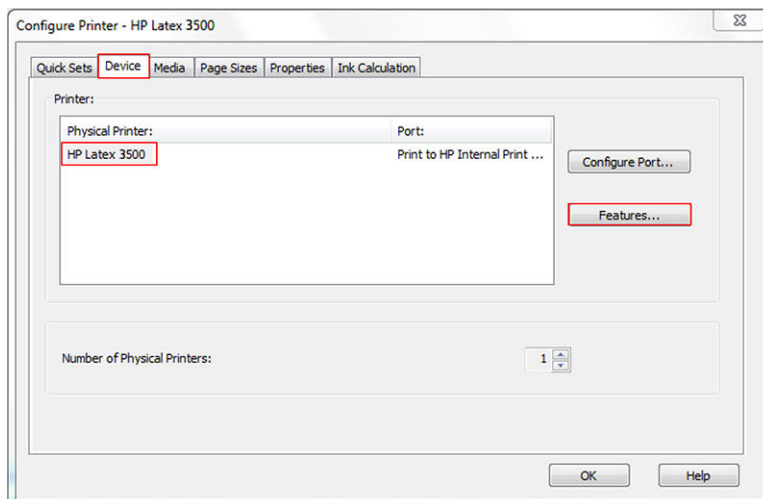 Configure Printer - HP Latex 3500
Quick Sets Device Media Page Sizes Properties Ink Calculation
Printer:
Physical Printer: Port:
HP Latex 3500 Print to HP Internal Print ...
Configure Port...
Features...
Number of Physical Printers: 1
OK Help